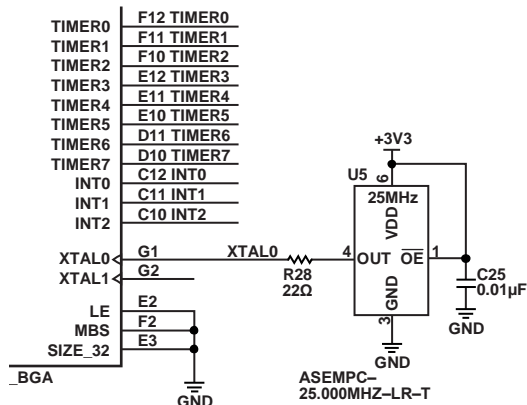 TIMER0 F12 TIMER0
TIMER1 F11 TIMER1
TIMER2 F10 TIMER2
TIMER3 E12 TIMER3
TIMER4 E11 TIMER4
TIMER5 E10 TIMER5
TIMER6 D11 TIMER6
TIMER7 D10 TIMER7
INT0 C12 INT0
INT1 C11 INT1
INT2 C10 INT2
XTAL0 G1 XTAL0
XTAL1 G2
LE E2
MBS F2
SIZE_32 E3
_BGA
GND
R28
22Ω
+3V3
U5
6
25MHz
VDD
4 OUT OE 1
GND
3
GND
C25
0.01µF
GND
ASEMPC–
25.000MHZ–LR–T